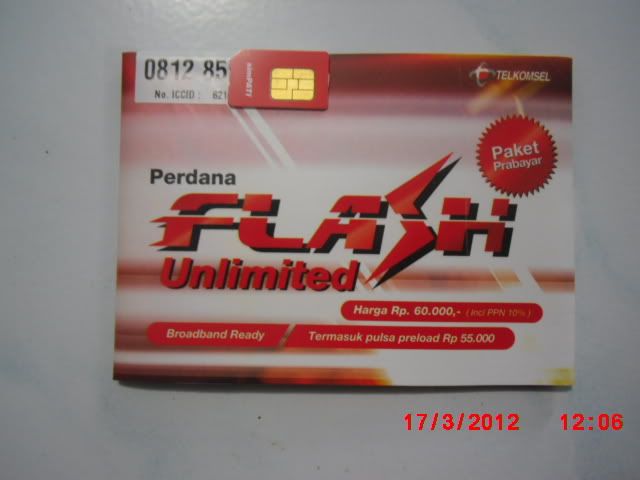 0812 85
No. ICCID : 621
simPATI
TELKOMSEL
Paket
Prabayar
Perdana
FLASH
Unlimited
Harga Rp. 60.000,- (Incl PPN 10%)
Broadband Ready
Termasuk pulsa preload Rp 55.000
17/3/2012 12:06